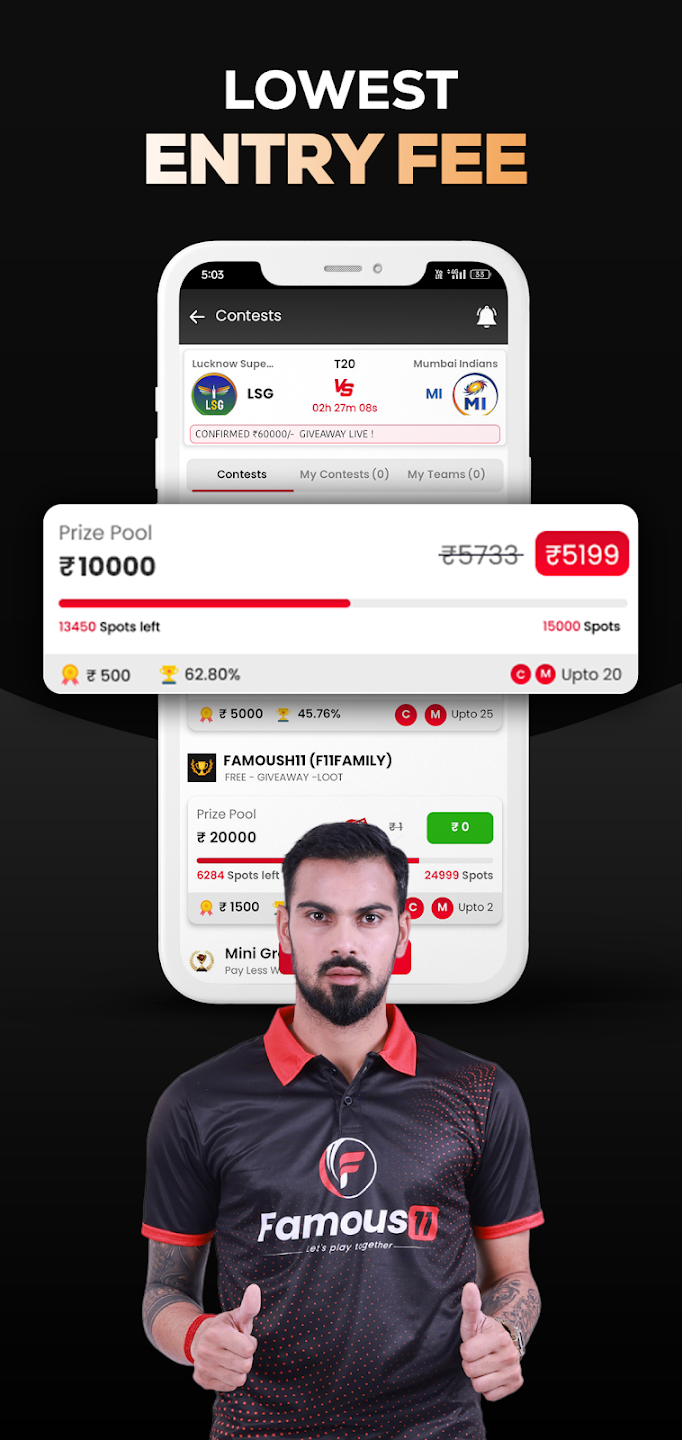 LOWEST
ENTRY FEE
5:03
33
Contests
Lucknow Supe...
T20
Mumbai Indians
LSG
LSG
VS
MI
MI
02h 27m 08s
CONFIRMED ₹60000/- GIVEAWAY LIVE !
Contests
My Contests (0)
My Teams (0)
Prize Pool
₹10000
₹5733
₹5199
13450 Spots left
15000 Spots
₹ 500
62.80%
C
M
Upto 20
₹ 5000
45.76%
C
M
Upto 25
FAMOUSH11 (F11FAMILY)
FREE - GIVEAWAY -LOOT
Prize Pool
₹ 20000
₹ 1
₹ 0
6284 Spots left
24999 Spots
₹ 1500
C
M
Upto 2
Mini Gr
Pay Less W
F
Famous11
Let's play together